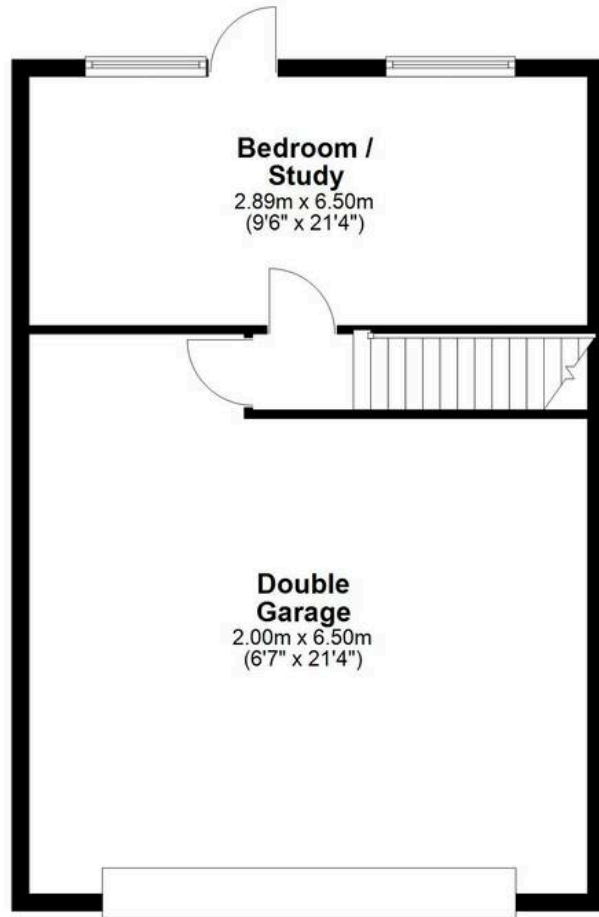 Bedroom /
Study
2.89m x 6.50m
(9'6" x 21'4")
Double
Garage
2.00m x 6.50m
(6'7" x 21'4")